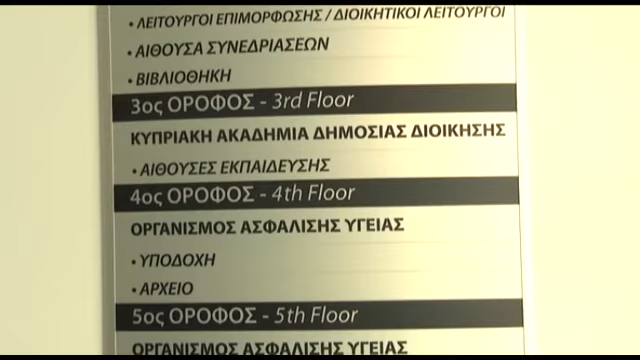 • ΛΕΙΤΟΥΡΓΟΙ ΕΠΙΜΟΡΦΩΣΗΣ / ΔΙΟΙΚΗΤΙΚΟΙ ΛΕΙΤΟΥΡΓΟΙ
• ΑΙΘΟΥΣΑ ΣΥΝΕΔΡΙΑΣΕΩΝ
• ΒΙΒΛΙΟΘΗΚΗ
3ος ΟΡΟΦΟΣ - 3rd Floor
ΚΥΠΡΙΑΚΗ ΑΚΑΔΗΜΙΑ ΔΗΜΟΣΙΑΣ ΔΙΟΙΚΗΣΗΣ
• ΑΙΘΟΥΣΕΣ ΕΚΠΑΙΔΕΥΣΗΣ
4ος ΟΡΟΦΟΣ - 4th Floor
ΟΡΓΑΝΙΣΜΟΣ ΑΣΦΑΛΙΣΗΣ ΥΓΕΙΑΣ
• ΥΠΟΔΟΧΗ
• ΑΡΧΕΙΟ
5ος ΟΡΟΦΟΣ - 5th Floor
ΟΡΓΑΝΙΣΜΟΣ ΑΣΦΑΛΙΣΗΣ ΥΓΕΙΑΣ